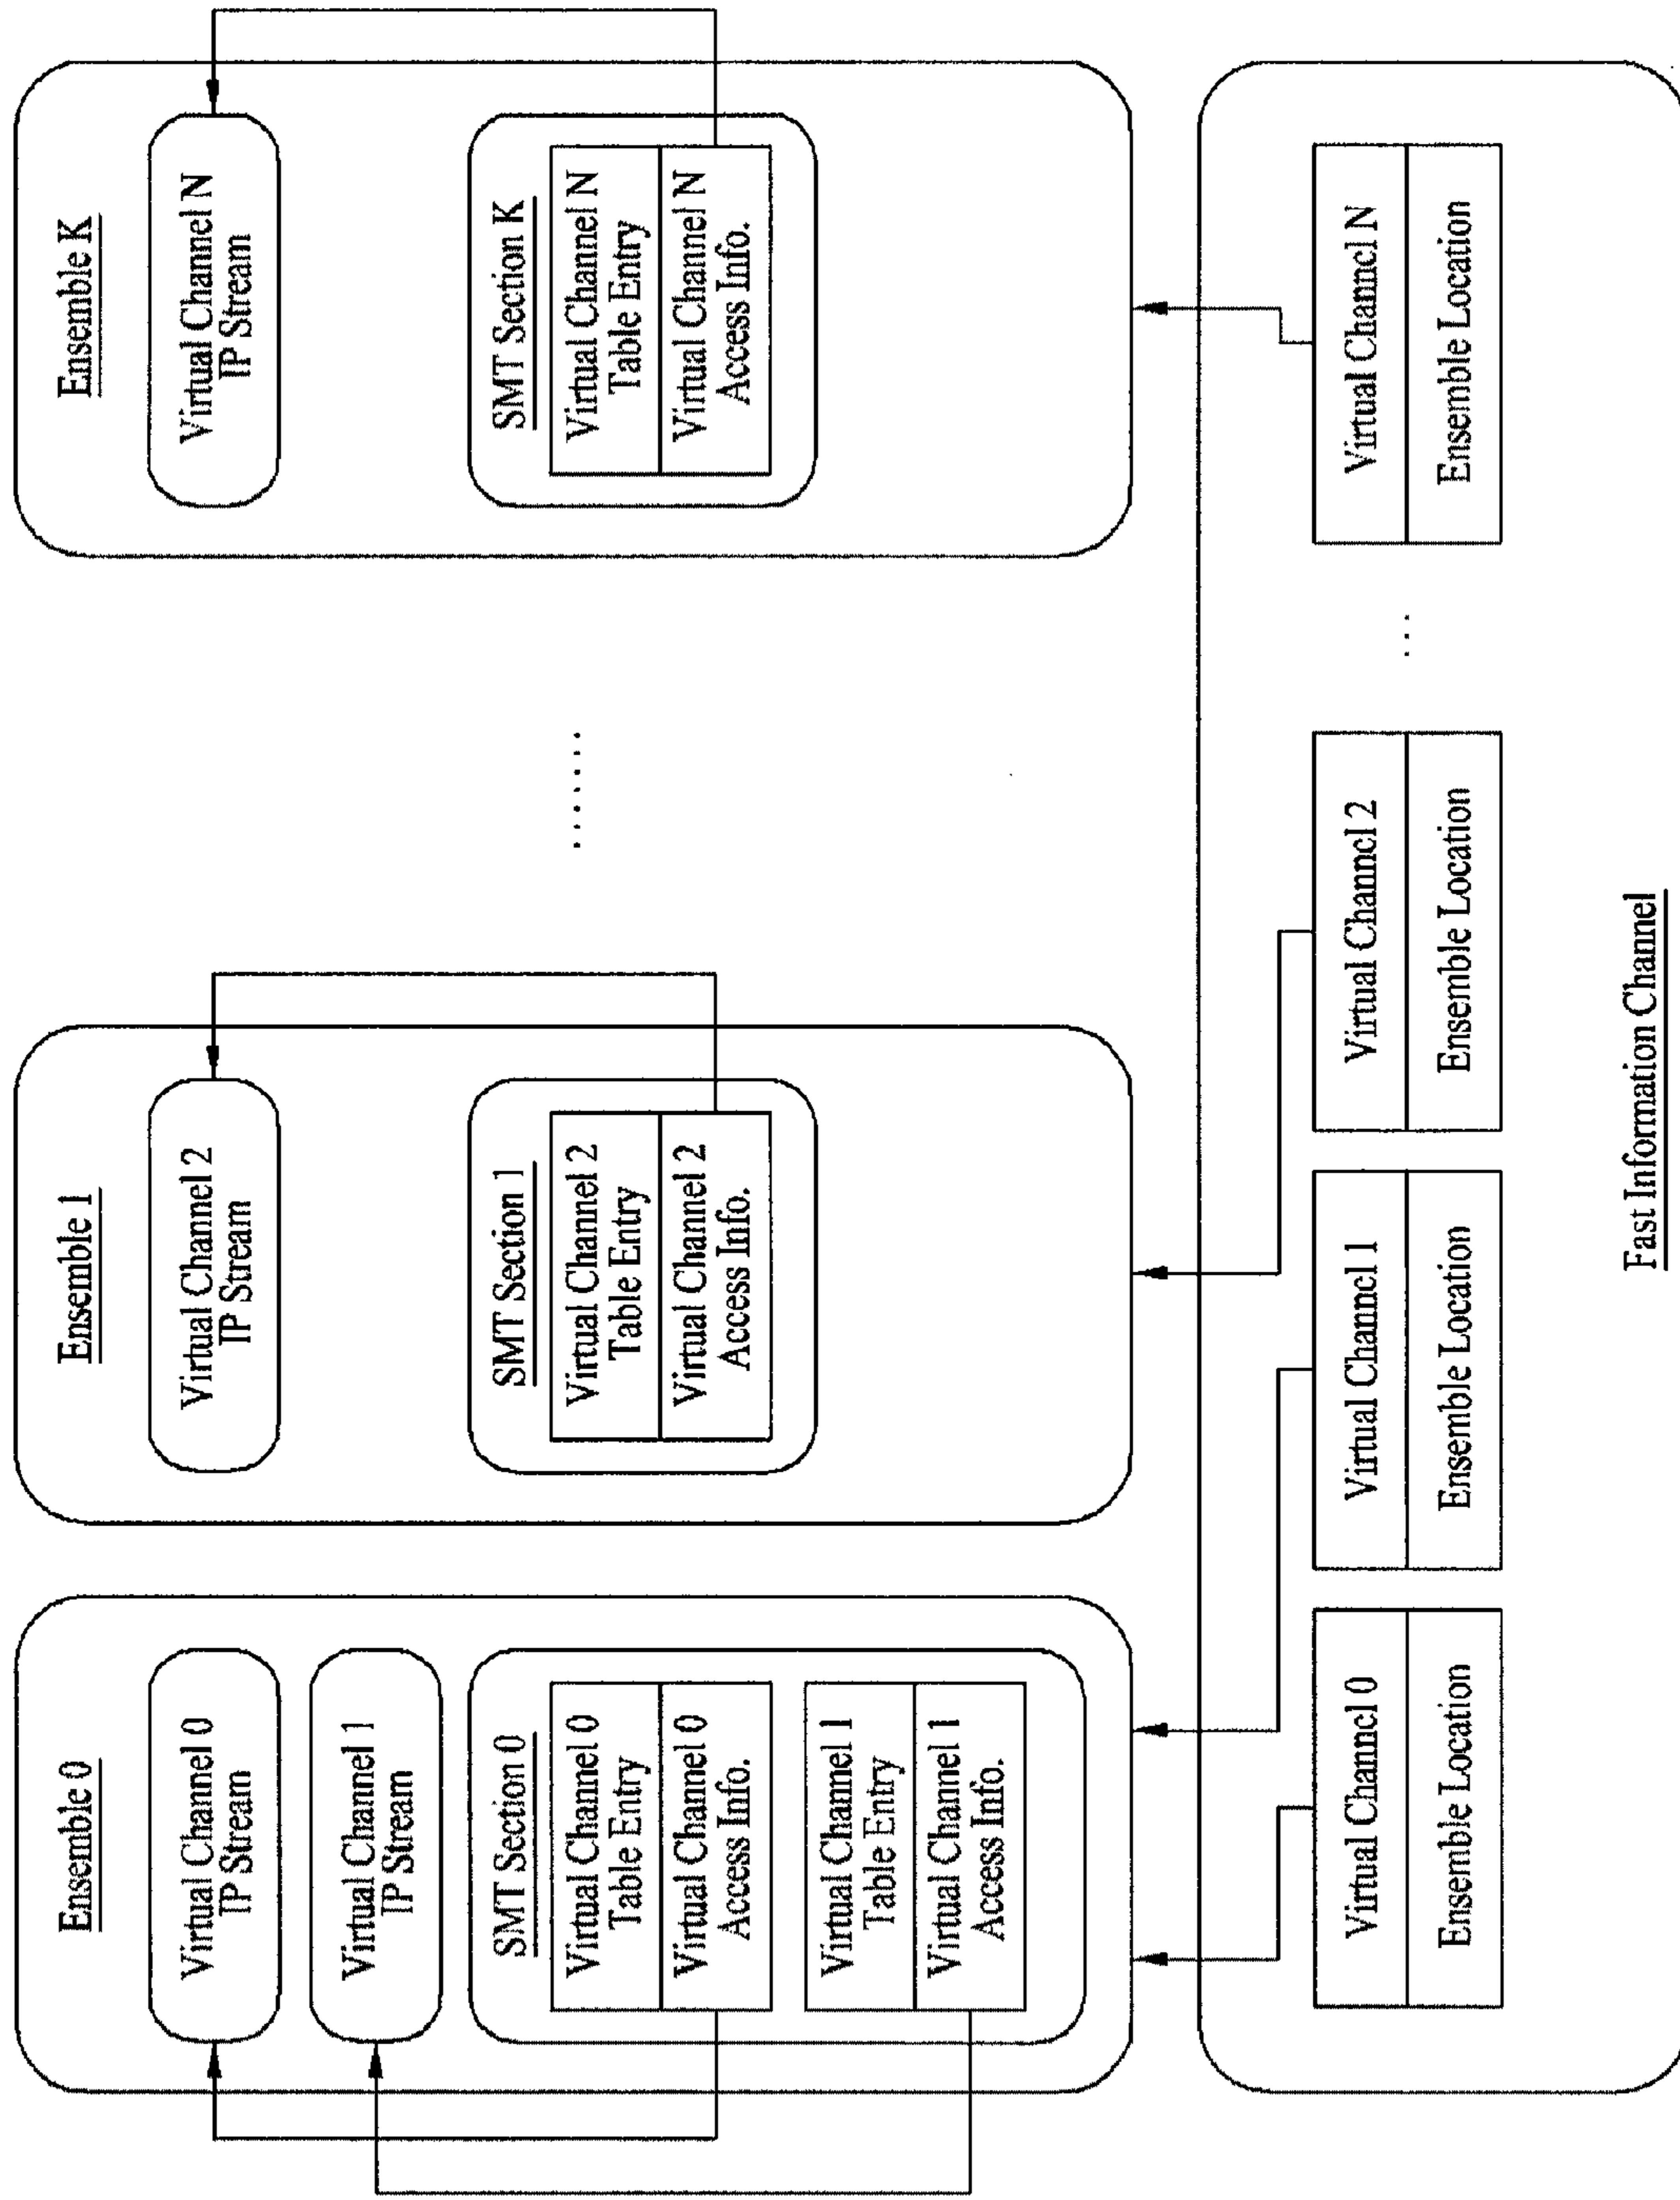 Ensemble 0
Virtual Channel 0
IP Stream
Virtual Channel 1
IP Stream
SMT Section 0
Virtual Channel 0
Table Entry
Virtual Channel 0
Access Info.
Virtual Channel 1
Table Entry
Virtual Channel 1
Access Info.
Ensemble 1
Virtual Channel 2
IP Stream
SMT Section 1
Virtual Channel 2
Table Entry
Virtual Channel 2
Access Info.
.......
Ensemble K
Virtual Channel N
IP Stream
SMT Section K
Virtual Channel N
Table Entry
Virtual Channel N
Access Info.
Virtual Channel 0
Ensemble Location
Virtual Channel 1
Ensemble Location
Virtual Channel 2
Ensemble Location
...
Virtual Channel N
Ensemble Location
Fast Information Channel